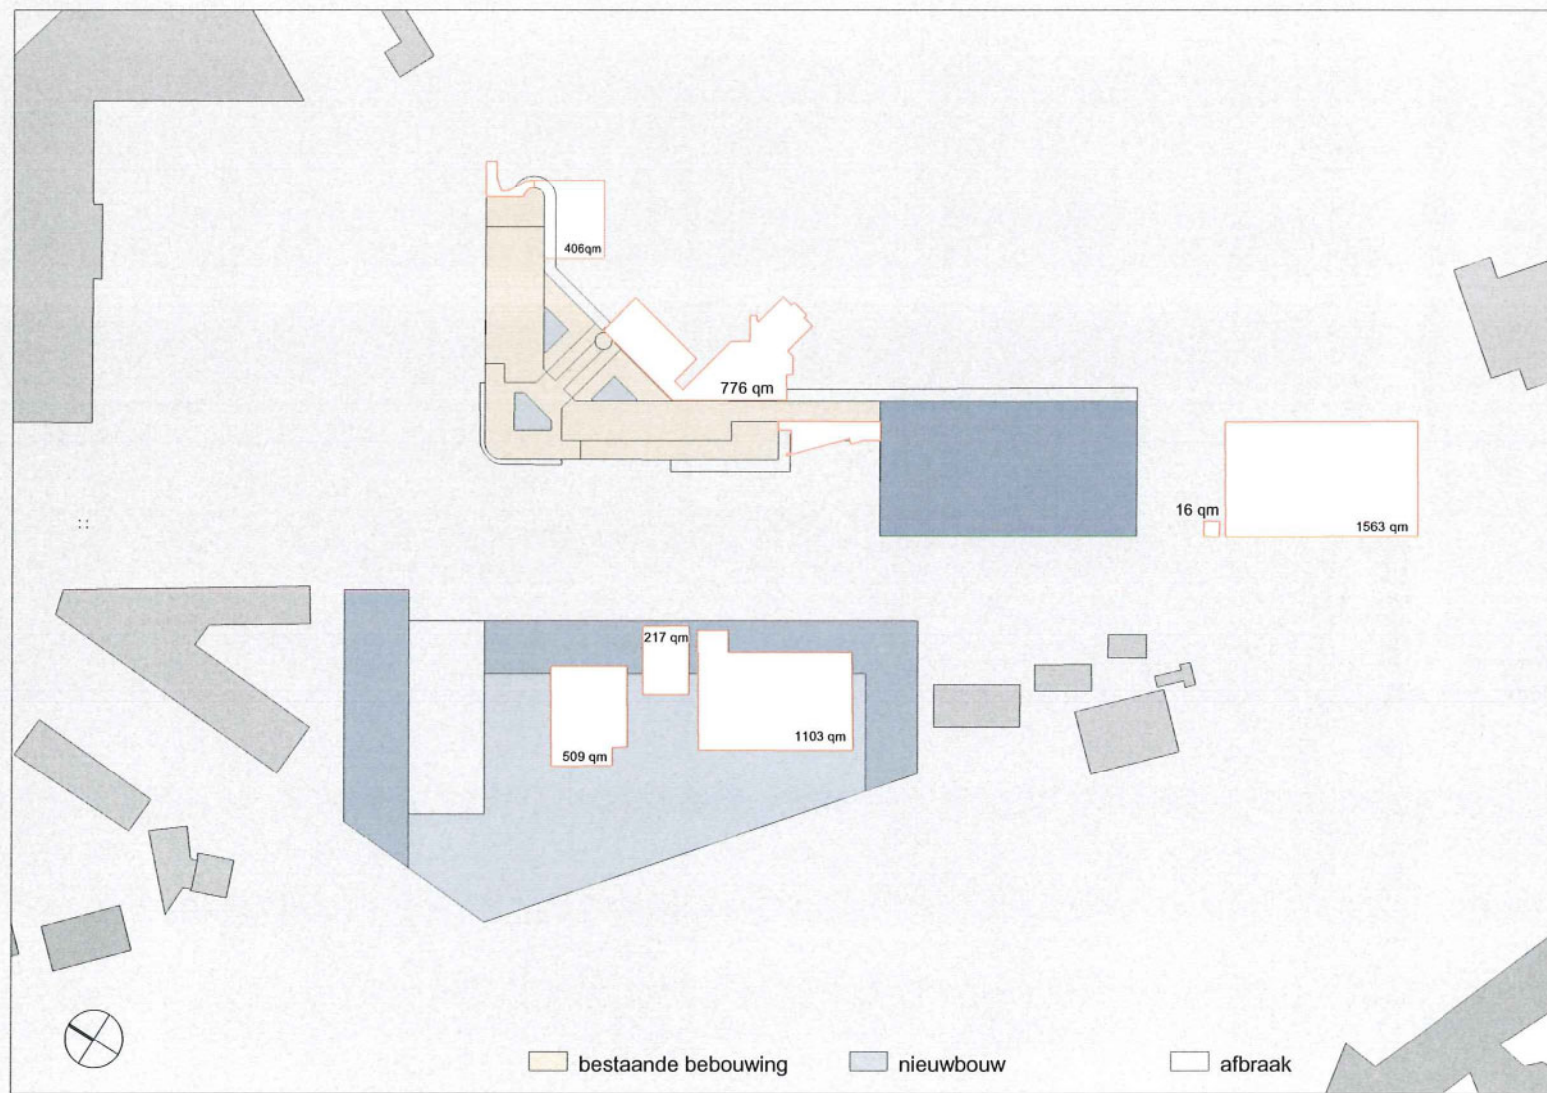 406qm
776 qm
16 qm
1563 qm
217 qm
1103 qm
509 qm
bestaande bebouwing
nieuwbouw
afbraak